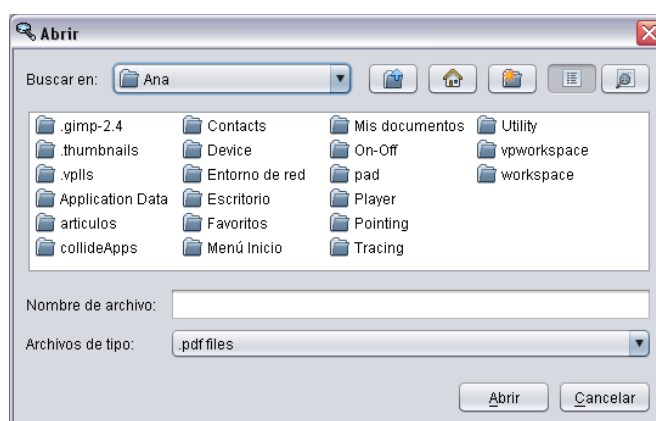 Abrir
Buscar en: Ana
.gimp-2.4 Contacts Mis documentos Utility
.thumbnails Device On-Off vpworkspace
.vplls Entorno de red pad workspace
Application Data Escritorio Player
articulos Favoritos Pointing
collideApps Menú Inicio Tracing
Nombre de archivo:
Archivos de tipo: .pdf files
Abrir Cancelar